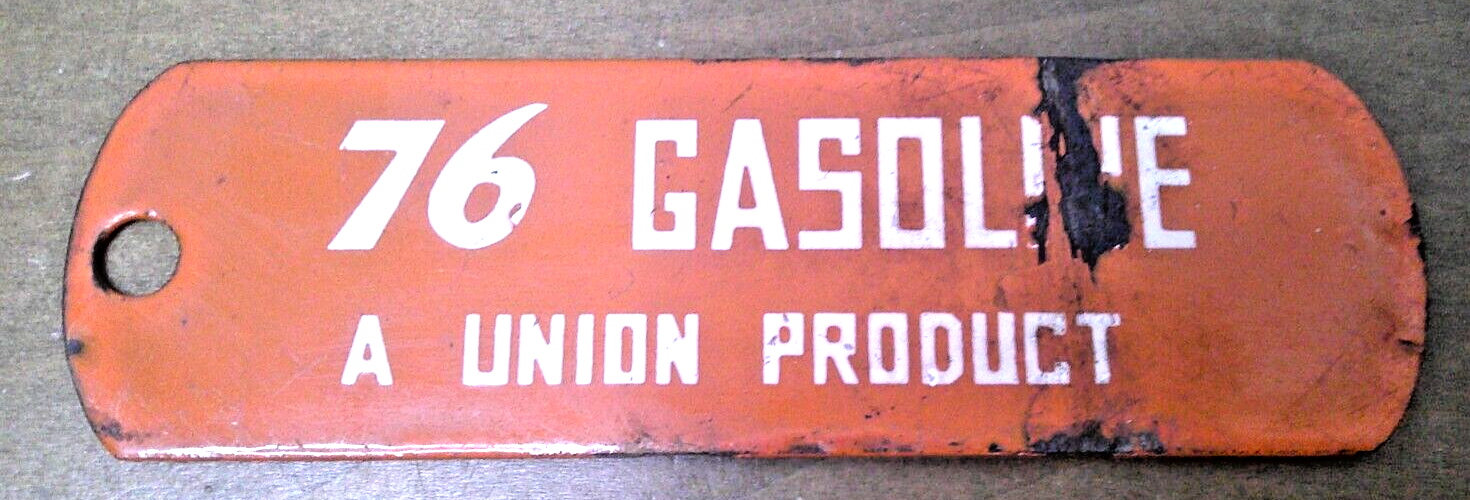 76 GASOLINE
A UNION PRODUCT